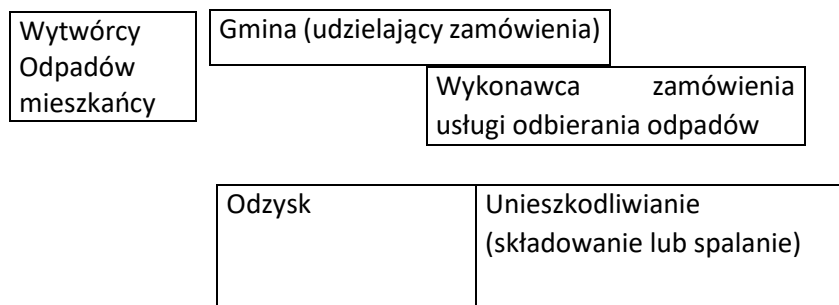 Wytwórcy
Odpadów
mieszkańcy
Gmina (udzielający zamówienia)
Wykonawca zamówienia
usługi odbierania odpadów
Odzysk
Unieszkodliwianie
(składowanie lub spalanie)